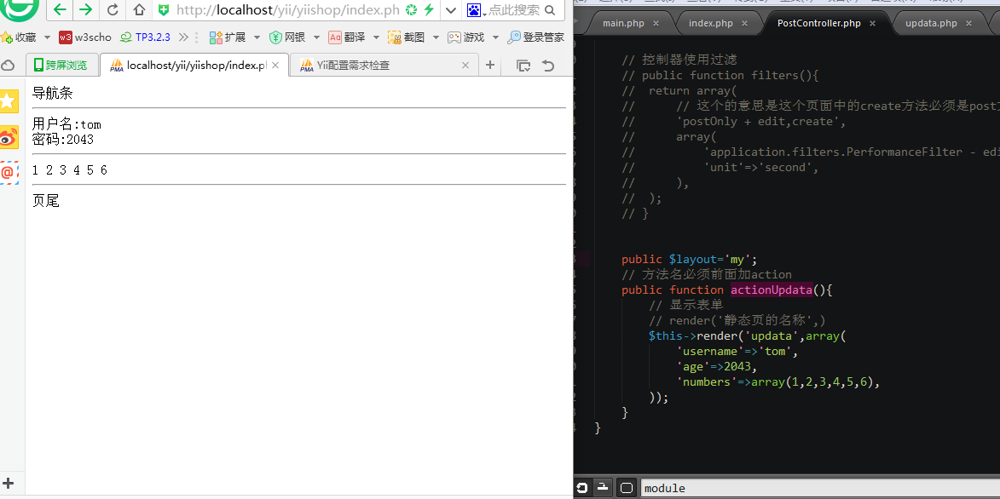 http://localhost/yii/yiishop/index.ph
点此搜索
收藏 w3scho TP3.2.3 扩展 网银 翻译 截图 游戏 登录管家
跨屏浏览 localhost/yii/yiishop/index.pl Yii配置需求检查
导航条
用户名:tom
密码:2043
1 2 3 4 5 6
页尾
main.php index.php PostController.php updata.php
// 控制器使用过滤
// public function filters(){
// return array(
// // 这个的意思是这个页面中的create方法必须是post
// 'postOnly + edit,create',
// array(
// 'application.filters.PerformanceFilter - edi
// 'unit'=>'second',
// ),
// );
// }
public $layout='my';
// 方法名必须前面加action
public function actionUpdata(){
// 显示表单
// render('静态页的名称',)
$this->render('updata',array(
'username'=>'tom',
'age'=>2043,
'numbers'=>array(1,2,3,4,5,6),
));
}
}
module